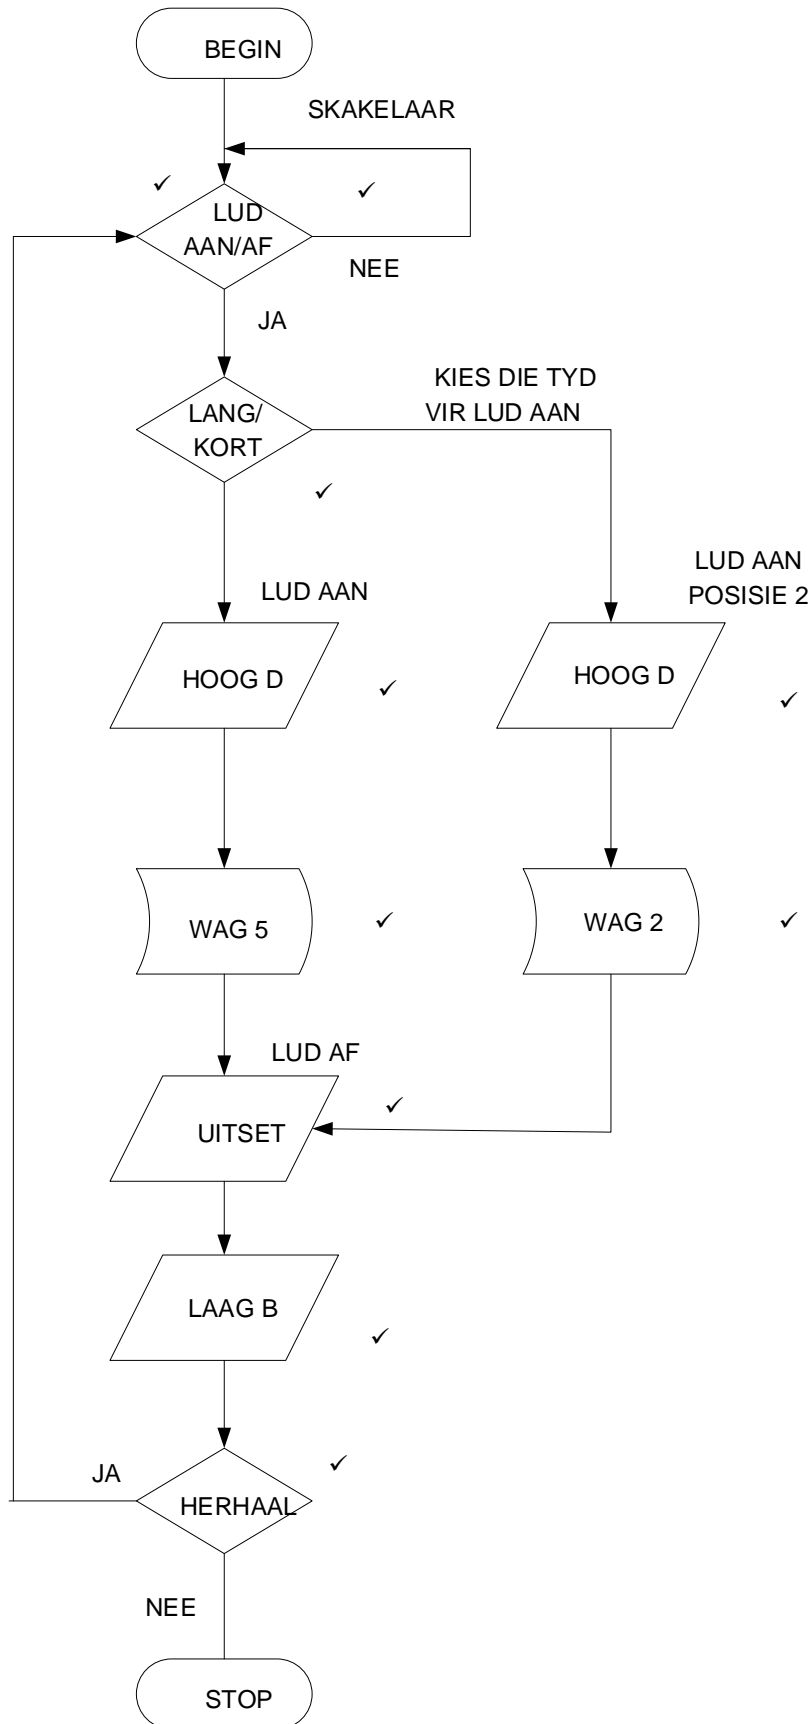 BEGIN
SKAKELAAR
✓
✓
LUD
AAN/AF
NEE
JA
KIES DIE TYD
VIR LUD AAN
LANG/
KORT
✓
LUD AAN
POSISIE 2
LUD AAN
HOOG D
✓
HOOG D
✓
WAG 5
✓
WAG 2
✓
LUD AF
UITSET
✓
LAAG B
✓
JA
HERHAAL
✓
NEE
STOP